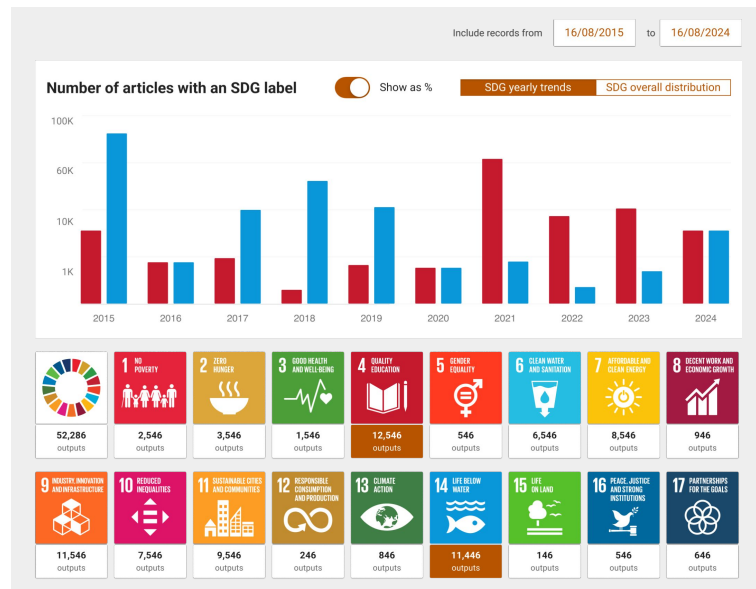 Include records from 16/08/2015 to 16/08/2024
Number of articles with an SDG label Show as % SDG yearly trends SDG overall distribution
100K
60K
10K
1K
2015 2016 2017 2018 2019 2020 2021 2022 2023 2024
52,286
outputs
1 NO
POVERTY
2,546
outputs
2 ZERO
HUNGER
3,546
outputs
3 GOOD HEALTH
AND WELL-BEING
1,546
outputs
4 QUALITY
EDUCATION
12,546
outputs
5 GENDER
EQUALITY
546
outputs
6 CLEAN WATER
AND SANITATION
6,546
outputs
7 AFFORDABLE AND
CLEAN ENERGY
8,546
outputs
8 DECENT WORK AND
ECONOMIC GROWTH
946
outputs
9 INDUSTRY, INNOVATION
AND INFRASTRUCTURE
11,546
outputs
10 REDUCED
INEQUALITIES
7,546
outputs
11 SUSTAINABLE CITIES
AND COMMUNITIES
9,546
outputs
12 RESPONSIBLE
CONSUMPTION
AND PRODUCTION
246
outputs
13 CLIMATE
ACTION
846
outputs
14 LIFE BELOW
WATER
11,446
outputs
15 LIFE
ON LAND
146
outputs
16 PEACE, JUSTICE
AND STRONG
INSTITUTIONS
546
outputs
17 PARTNERSHIPS
FOR THE GOALS
646
outputs